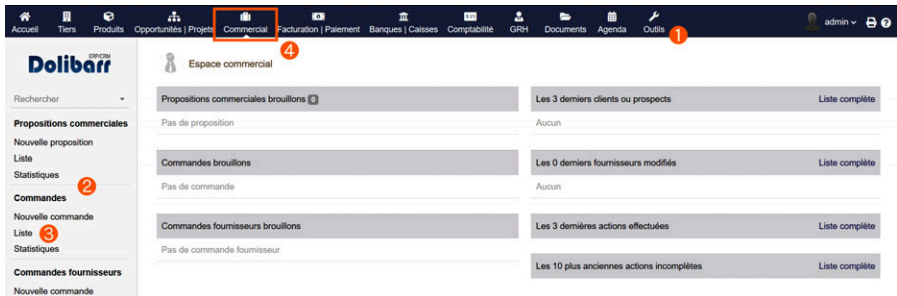 Accueil Tiers Produits Opportunités | Projets Commercial Facturation | Paiement Banques | Caisses Comptabilité GRH Documents Agenda Outils admin
1
4
Dolibarr
ERP/CRM
Espace commercial
Rechercher
Propositions commerciales brouillons 0
Les 3 derniers clients ou prospects Liste complète
Propositions commerciales
Pas de proposition
Aucun
Nouvelle proposition
Liste
Commandes brouillons
Les 0 derniers fournisseurs modifiés Liste complète
Statistiques
2
Pas de commande
Aucun
Commandes
Nouvelle commande
Commandes fournisseurs brouillons
Les 3 dernières actions effectuées Liste complète
Liste 3
Statistiques
Pas de commande fournisseur
Les 10 plus anciennes actions incomplètes Liste complète
Commandes fournisseurs
Nouvelle commande